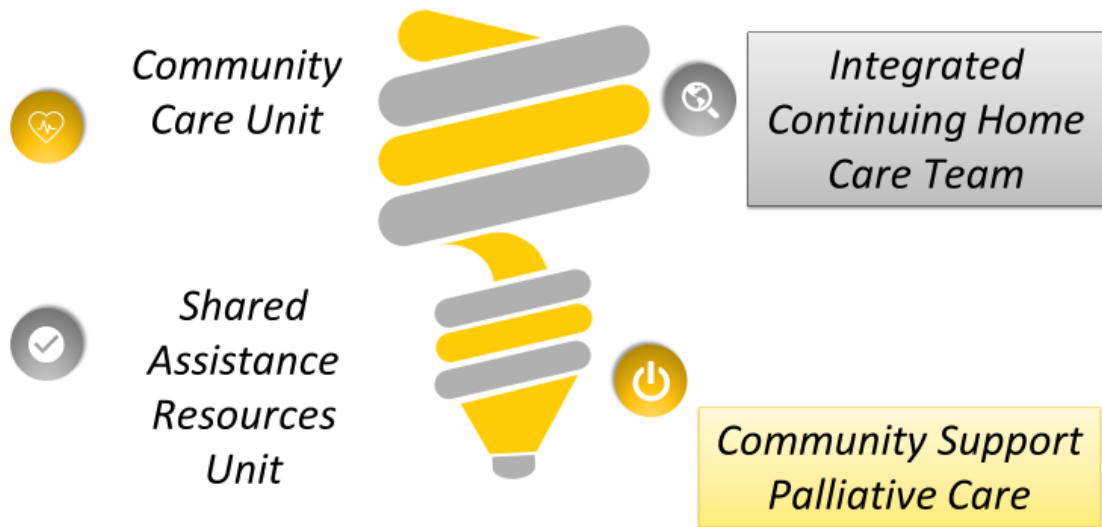 Community
Care Unit
Integrated
Continuing Home
Care Team
Shared
Assistance
Resources
Unit
Community Support
Palliative Care